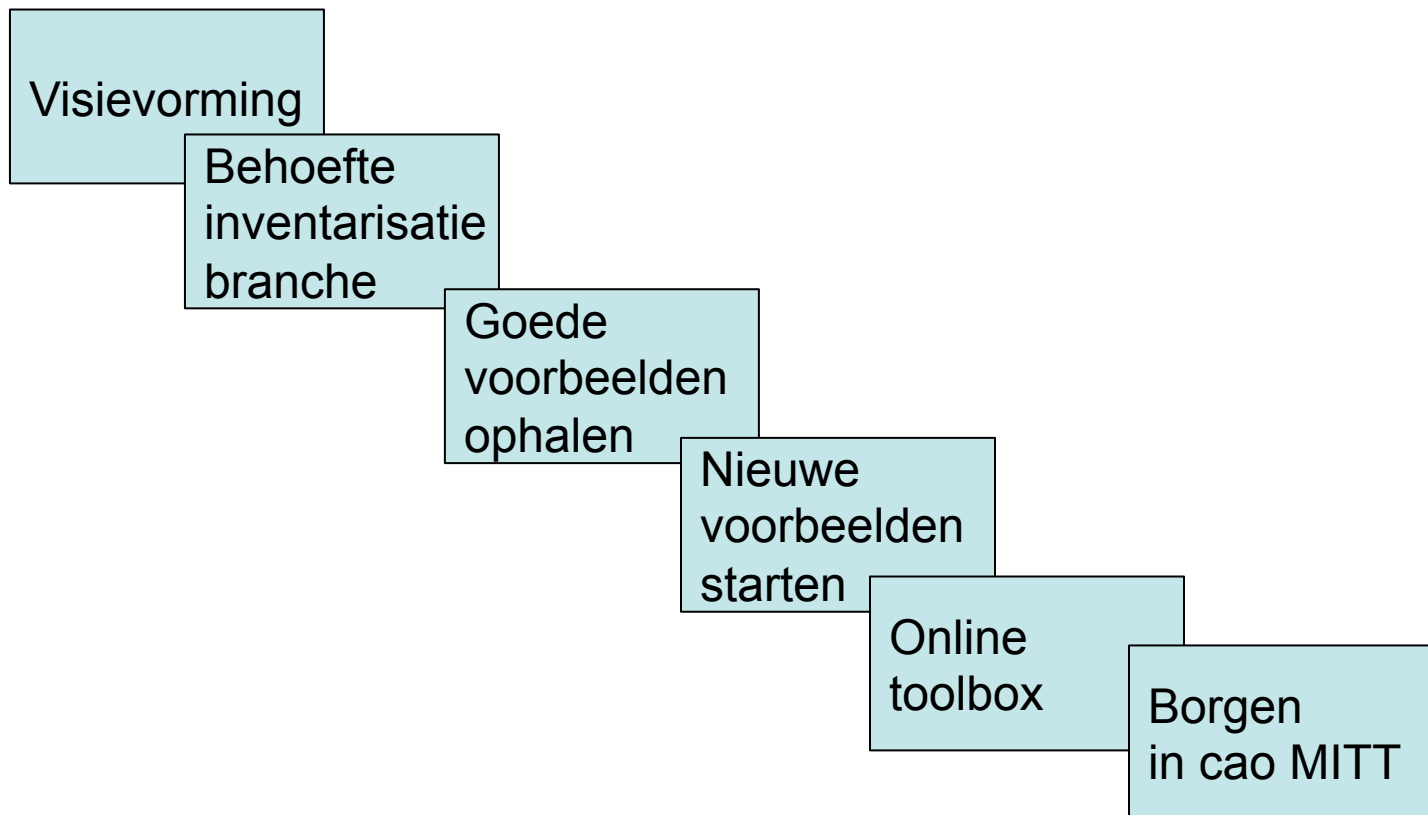 Visievorming
Behoefte
inventarisatie
branche
Goede
voorbeelden
ophalen
Nieuwe
voorbeelden
starten
Online
toolbox
Borgen
in cao MITT